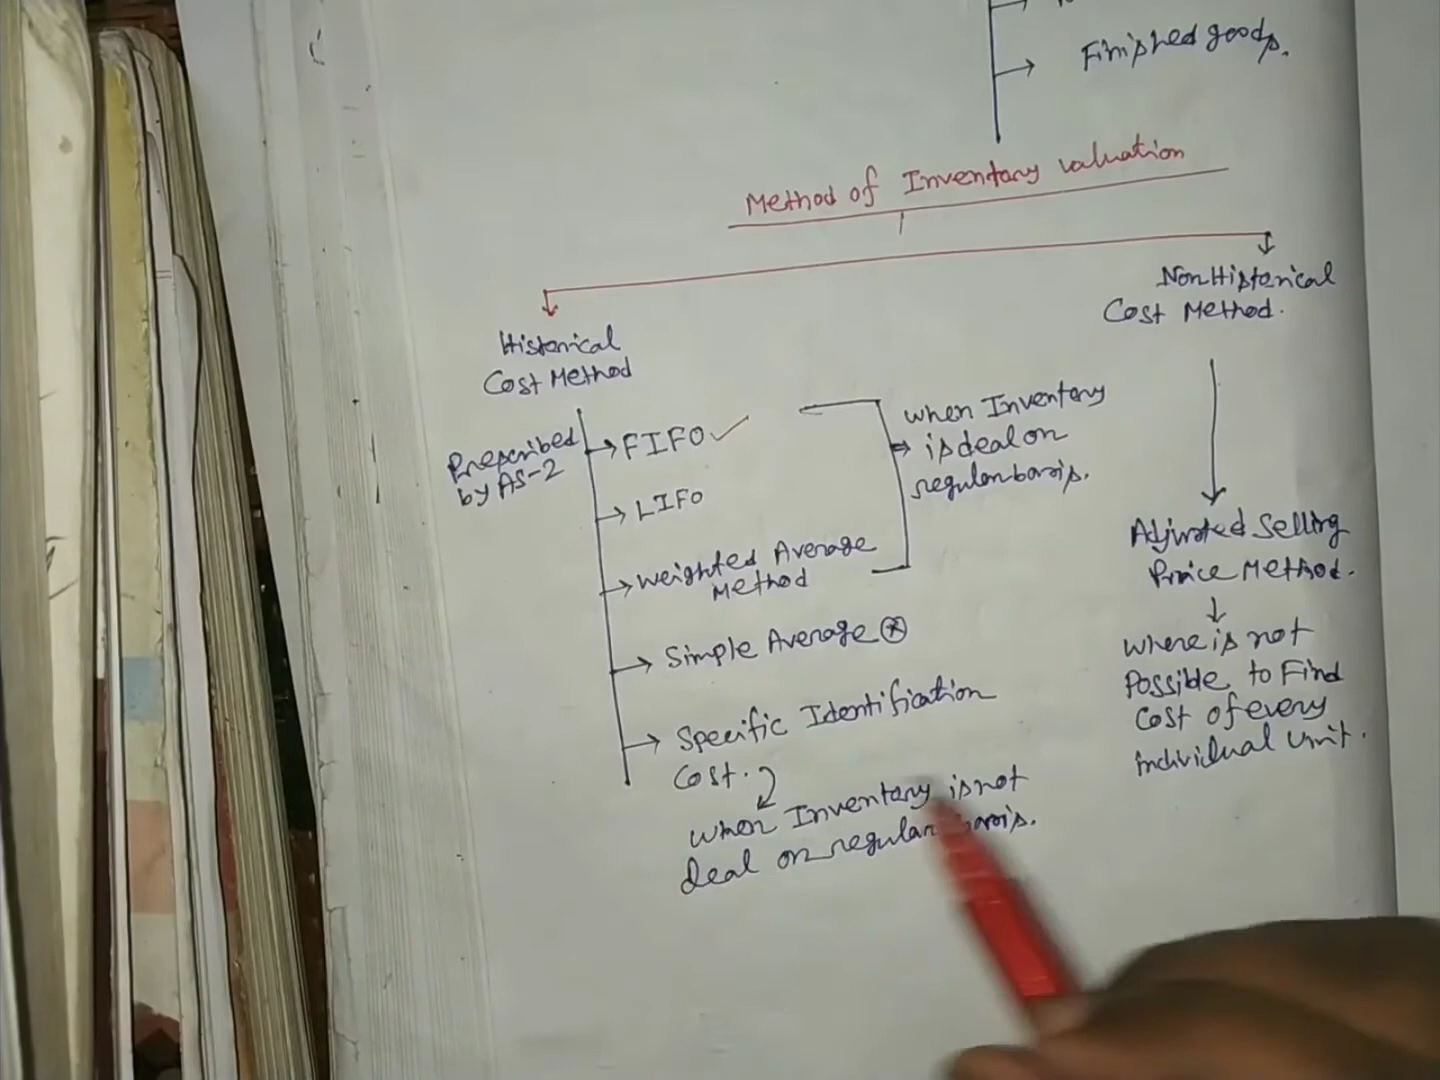 Finished goods.
Method of Inventory valuation
Historical
Cost Method
Non Historical
Cost Method.
Prescribed
by AS-2
FIFO ✓
LIFO
Weighted Average
Method
Simple Average *
Specific Identification
Cost.
when Inventory is not
deal on regular basis.
when Inventory
is deal on
regular basis.
Adjusted Selling
Price Method.
where is not
Possible to Find
Cost of every
individual unit.